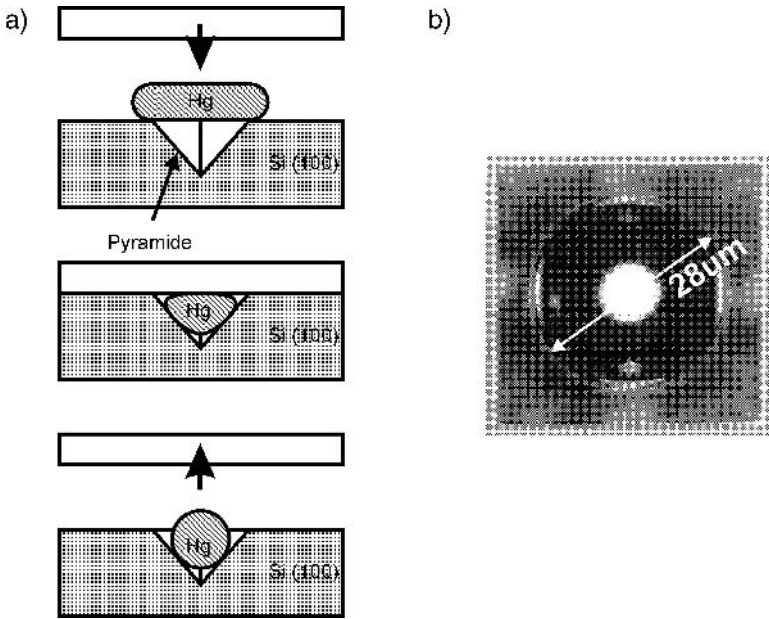 a)
Hg
Si (100)
Pyramide
Hg
Si (100)
Hg
Si (100)
b)
28um